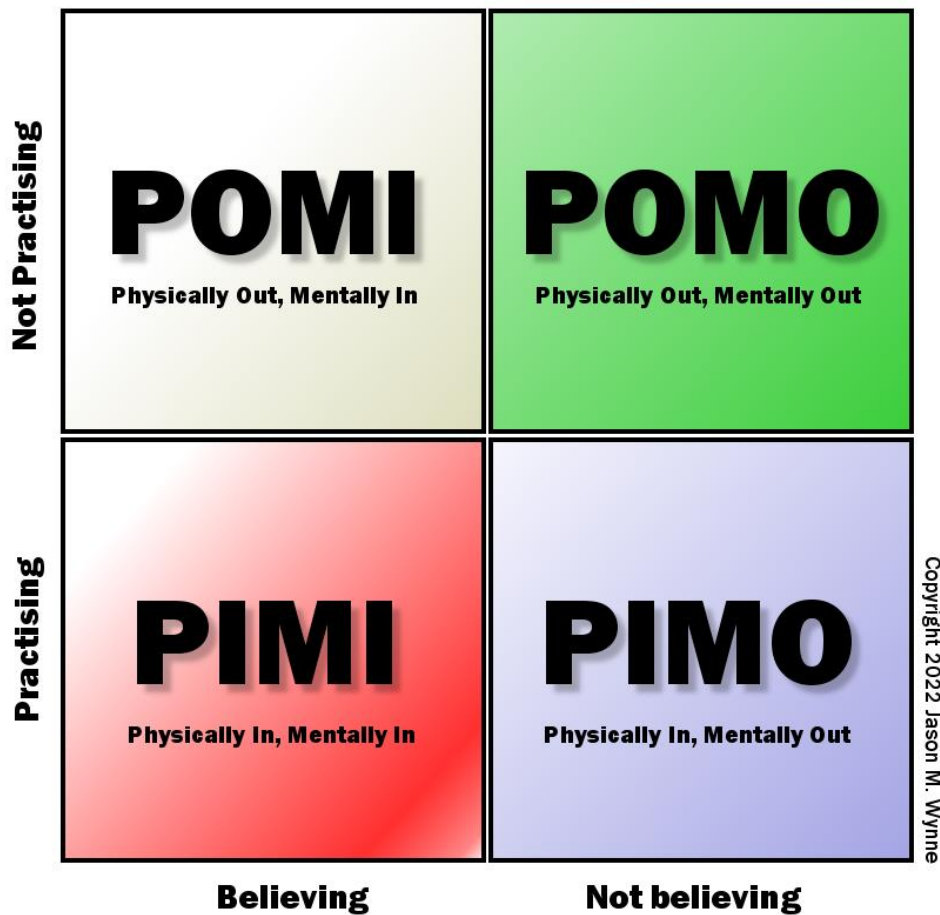 Not Practising
POMI
Physically Out, Mentally In
POMO
Physically Out, Mentally Out
Practising
PIMI
Physically In, Mentally In
PIMO
Physically In, Mentally Out
Believing
Not believing
Copyright 2022 Jason M. Wynne